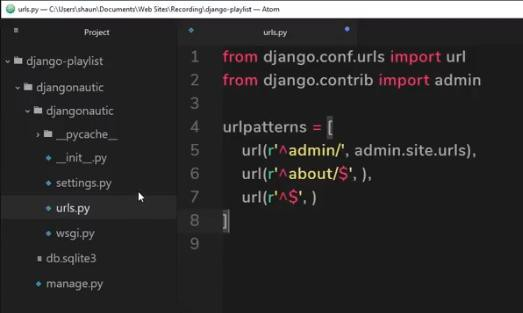 urls.py — C:\Users\shaun\Documents\Web Sites\Recording\django-playlist — Atom
Project
django-playlist
djangonautic
djangonautic
__pycache__
__init__.py
settings.py
urls.py
wsgi.py
db.sqlite3
manage.py
urls.py
1 from django.conf.urls import url
2 from django.contrib import admin
3
4 urlpatterns = [
5 url(r'^admin/', admin.site.urls),
6 url(r'^about/$', ),
7 url(r'^$', )
8 ]
9